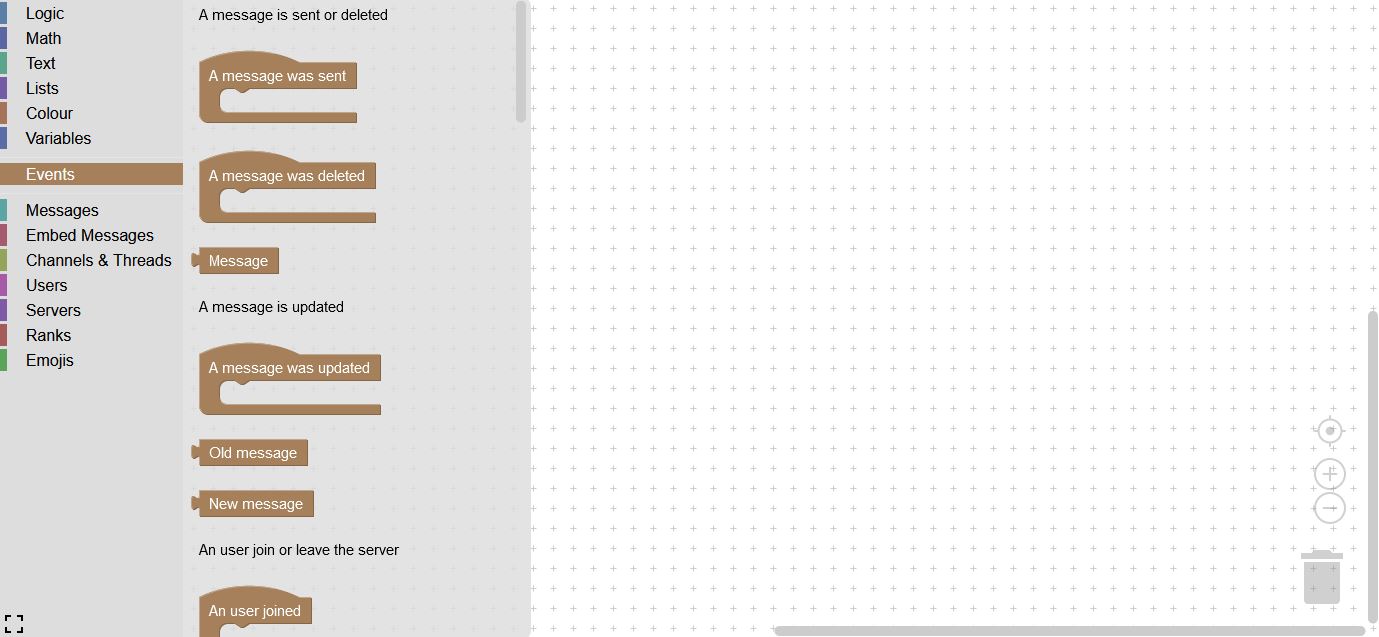 Logic
Math
Text
Lists
Colour
Variables
Events
Messages
Embed Messages
Channels & Threads
Users
Servers
Ranks
Emojis
A message is sent or deleted
A message was sent
A message was deleted
Message
A message is updated
A message was updated
Old message
New message
An user join or leave the server
An user joined